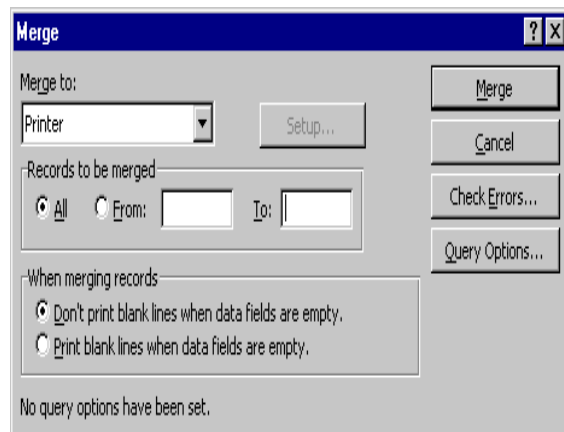 Merge
Merge to:
Printer
Setup...
Merge
Cancel
Check Errors...
Query Options...
Records to be merged
All From: To:
When merging records
Don't print blank lines when data fields are empty.
Print blank lines when data fields are empty.
No query options have been set.